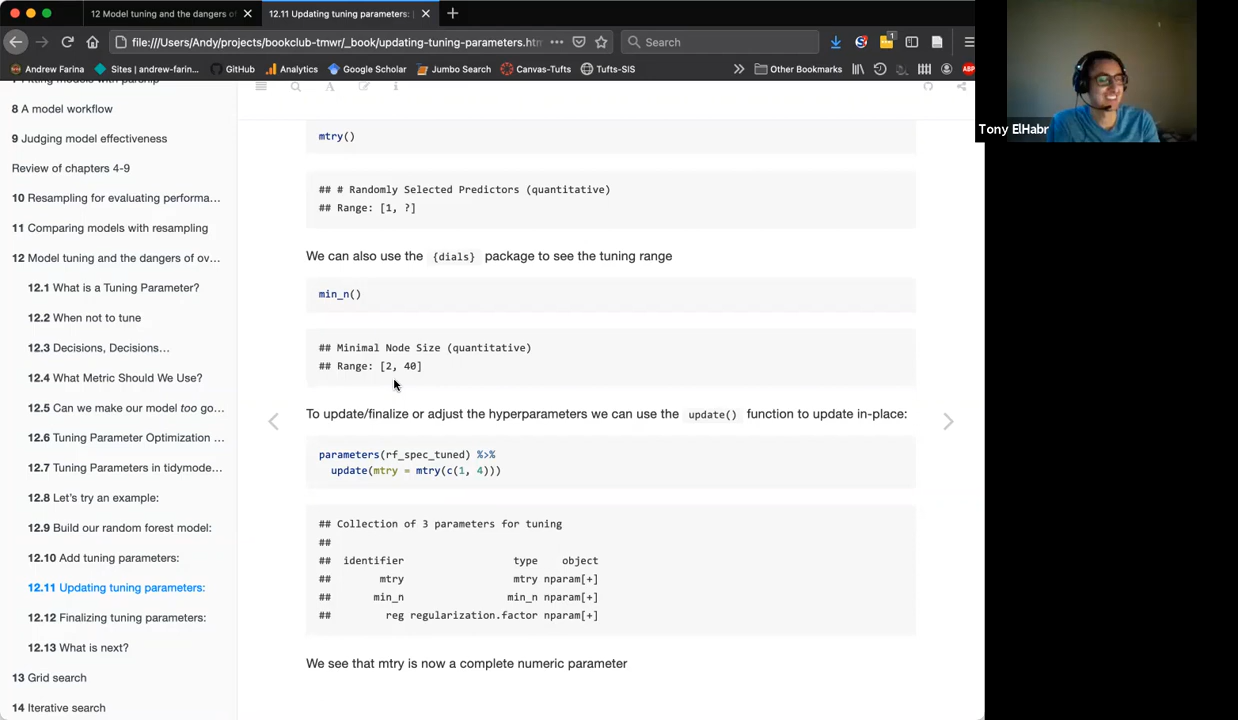 12 Model tuning and the dangers of
12.11 Updating tuning parameters: |
file:///Users/Andy/projects/bookclub-tmwr/_book/updating-tuning-parameters.htm
Search
1
Andrew Farina
Sites | andrew-farin...
GitHub
Analytics
Google Scholar
Jumbo Search
Canvas-Tufts
Tufts-SIS
Other Bookmarks
ABP
Tony ElHabr
8 A model workflow
9 Judging model effectiveness
Review of chapters 4-9
10 Resampling for evaluating performa...
11 Comparing models with resampling
12 Model tuning and the dangers of ov...
12.1 What is a Tuning Parameter?
12.2 When not to tune
12.3 Decisions, Decisions...
12.4 What Metric Should We Use?
12.5 Can we make our model too go...
12.6 Tuning Parameter Optimization ...
12.7 Tuning Parameters in tidymode...
12.8 Let's try an example:
12.9 Build our random forest model:
12.10 Add tuning parameters:
12.11 Updating tuning parameters:
12.12 Finalizing tuning parameters:
12.13 What is next?
13 Grid search
14 Iterative search
mtry()
## # Randomly Selected Predictors (quantitative)
## Range: [1, ?]
We can also use the {dials} package to see the tuning range
min_n()
## Minimal Node Size (quantitative)
## Range: [2, 40]
To update/finalize or adjust the hyperparameters we can use the update() function to update in-place:
parameters(rf_spec_tuned) %>%
update(mtry = mtry(c(1, 4)))
## Collection of 3 parameters for tuning
##
## identifier type object
## mtry mtry nparam[+]
## min_n min_n nparam[+]
## reg regularization.factor nparam[+]
We see that mtry is now a complete numeric parameter